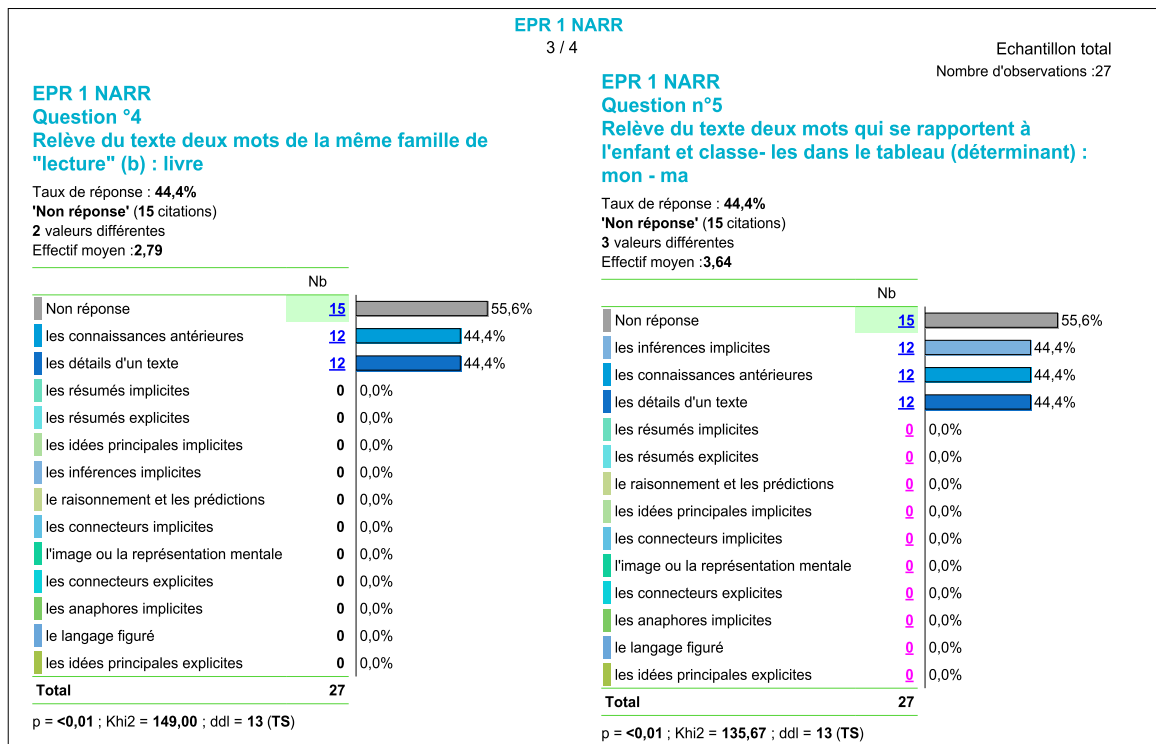 EPR 1 NARR
3 / 4
Echantillon total
Nombre d'observations :27
EPR 1 NARR
Question °4
Relève du texte deux mots de la même famille de
"lecture" (b) : livre
Taux de réponse : 44,4%
'Non réponse' (15 citations)
2 valeurs différentes
Effectif moyen :2,79
Nb
Non réponse 15 55,6%
les connaissances antérieures 12 44,4%
les détails d'un texte 12 44,4%
les résumés implicites 0 0,0%
les résumés explicites 0 0,0%
les idées principales implicites 0 0,0%
les inférences implicites 0 0,0%
le raisonnement et les prédictions 0 0,0%
les connecteurs implicites 0 0,0%
l'image ou la représentation mentale 0 0,0%
les connecteurs explicites 0 0,0%
les anaphores implicites 0 0,0%
le langage figuré 0 0,0%
les idées principales explicites 0 0,0%
Total 27
p = <0,01 ; Khi2 = 149,00 ; ddl = 13 (TS)
EPR 1 NARR
Question n°5
Relève du texte deux mots qui se rapportent à
l'enfant et classe- les dans le tableau (déterminant) :
mon - ma
Taux de réponse : 44,4%
'Non réponse' (15 citations)
3 valeurs différentes
Effectif moyen :3,64
Nb
Non réponse 15 55,6%
les inférences implicites 12 44,4%
les connaissances antérieures 12 44,4%
les détails d'un texte 12 44,4%
les résumés implicites 0 0,0%
les résumés explicites 0 0,0%
le raisonnement et les prédictions 0 0,0%
les idées principales implicites 0 0,0%
les connecteurs implicites 0 0,0%
l'image ou la représentation mentale 0 0,0%
les connecteurs explicites 0 0,0%
les anaphores implicites 0 0,0%
le langage figuré 0 0,0%
les idées principales explicites 0 0,0%
Total 27
p = <0,01 ; Khi2 = 135,67 ; ddl = 13 (TS)